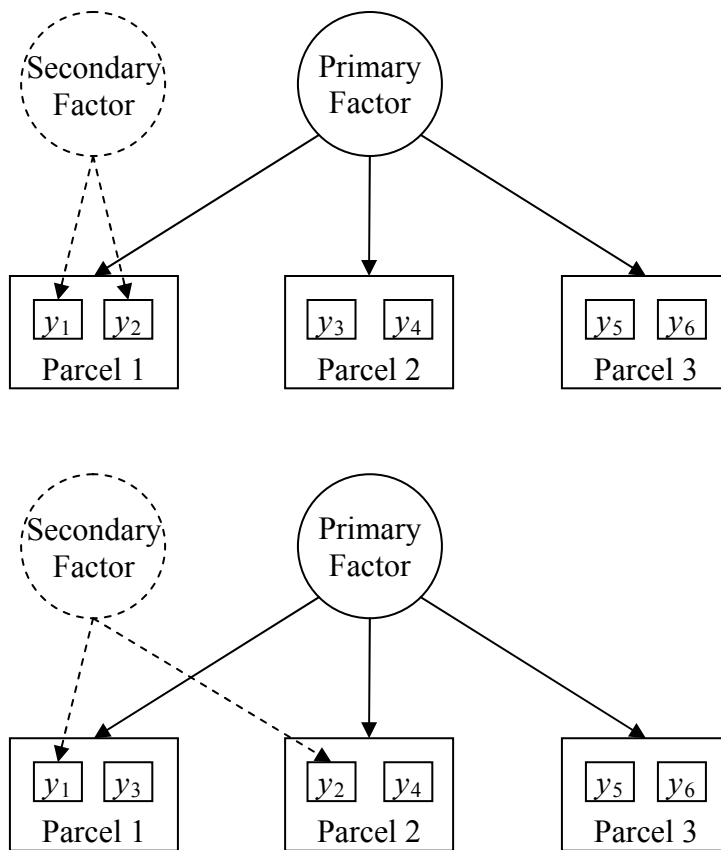 Secondary Factor
Primary Factor
y₁ y₂
Parcel 1
y₃ y₄
Parcel 2
y₅ y₆
Parcel 3
Secondary Factor
Primary Factor
y₁ y₃
Parcel 1
y₂ y₄
Parcel 2
y₅ y₆
Parcel 3